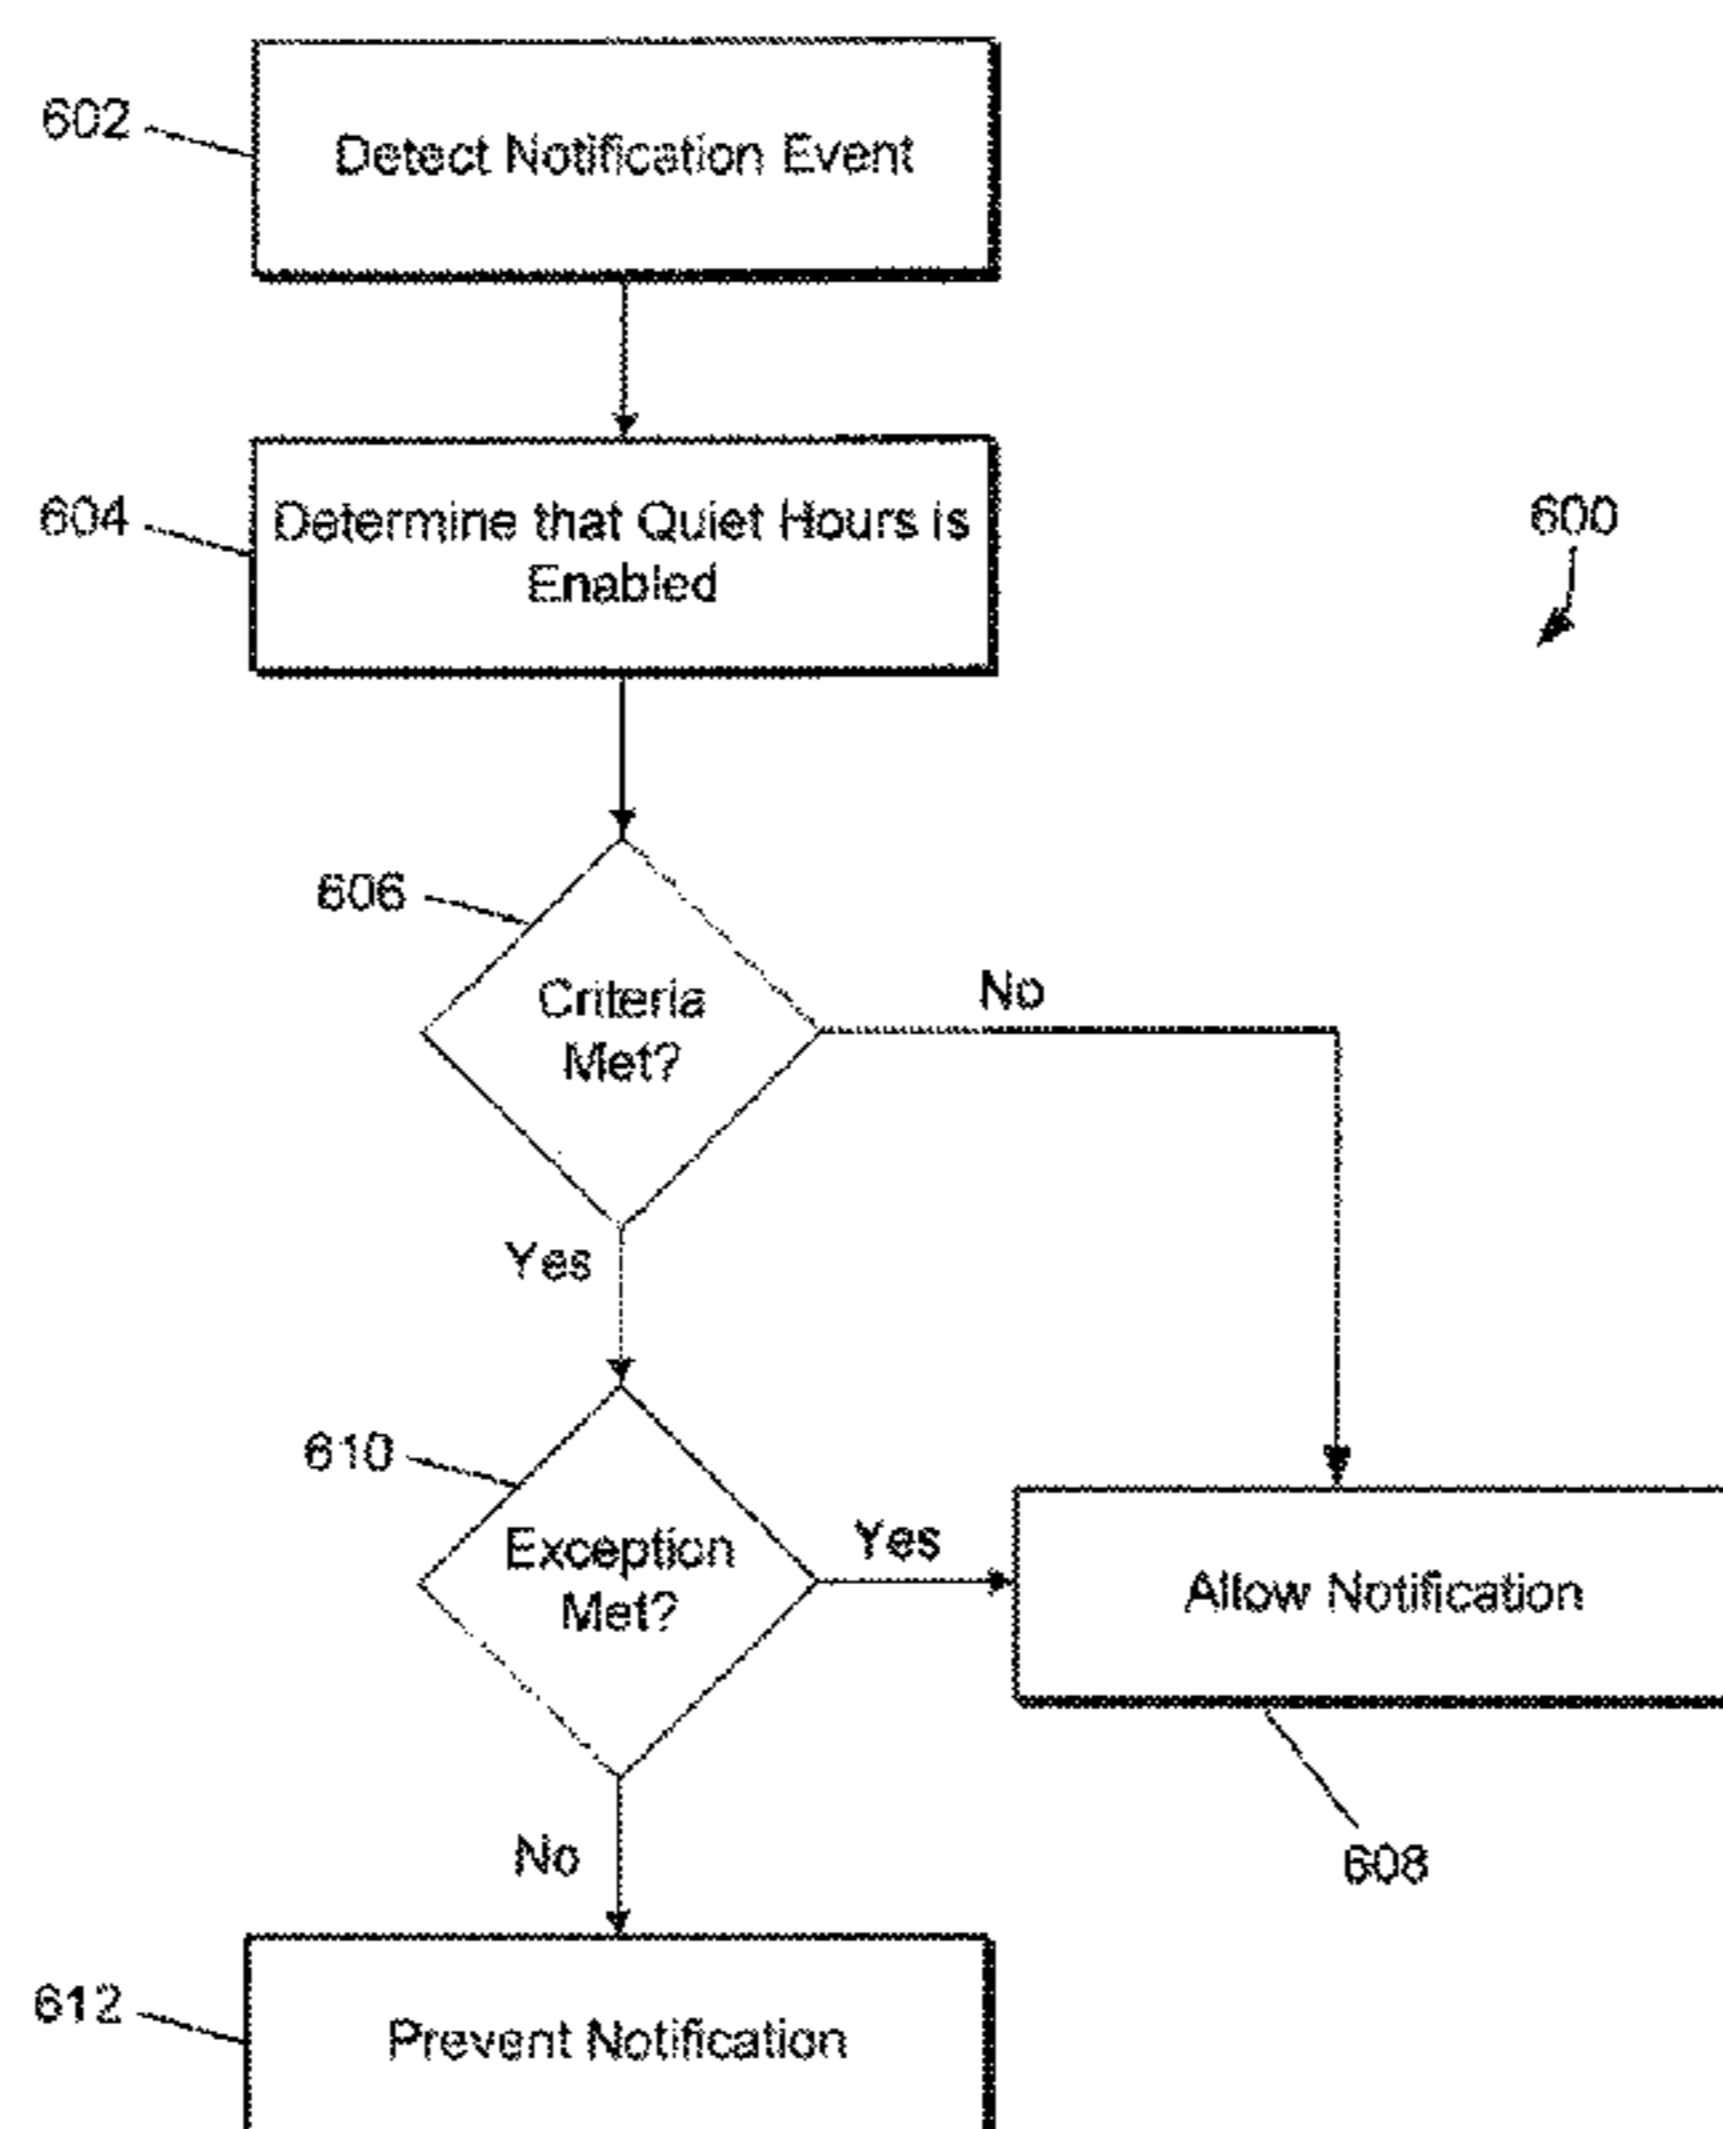 602
Detect Notification Event
604
Determine that Quiet Hours is
Enabled
600
606
Criteria
Met?
No
Yes
610
Exception
Met?
Yes
Allow Notification
No
608
612
Prevent Notification